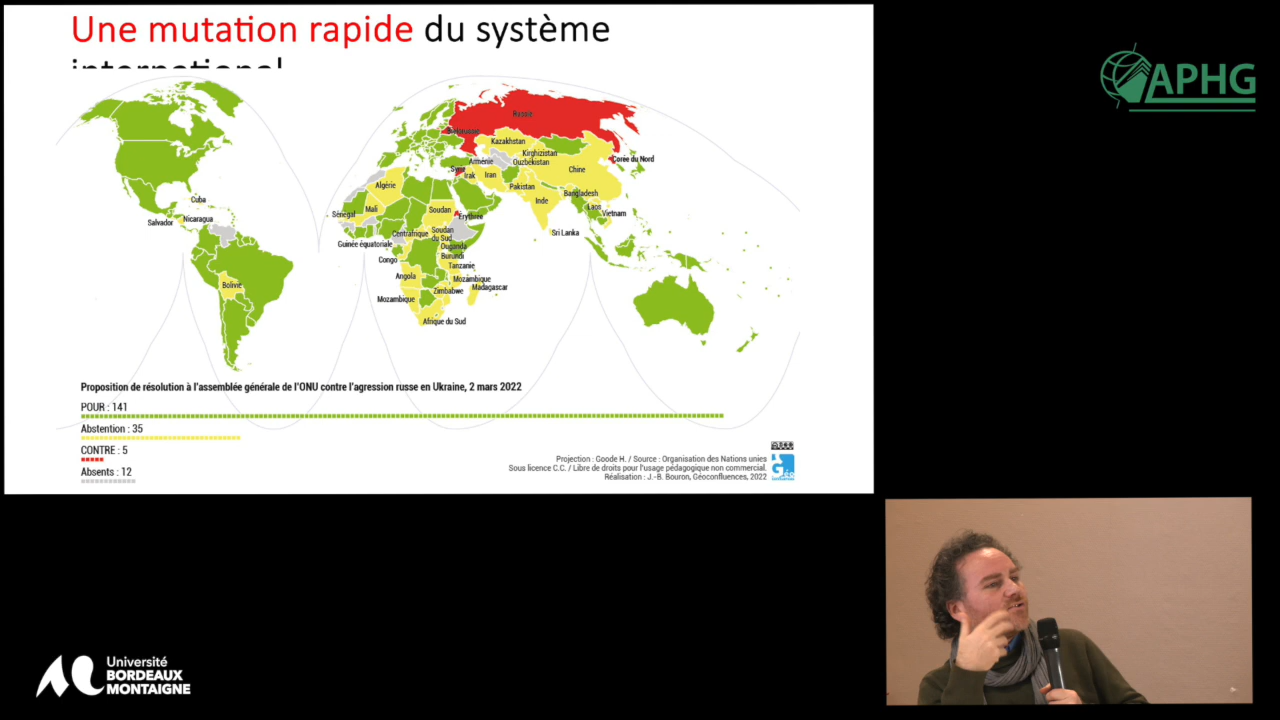 Une mutation rapide du système
international
APHG
Russie
Biélorussie
Kazakhstan
Corée du Nord
Kirghizistan
Arménie
Ouzbékistan
Syrie
Irak
Iran
Chine
Algérie
Pakistan
Bangladesh
Cuba
Inde
Laos
Mali
Soudan
Sénégal
Érythrée
Vietnam
Nicaragua
Salvador
Centrafrique
Soudan
du Sud
Sri Lanka
Guinée équatoriale
Ouganda
Congo
Burundi
Tanzanie
Angola
Mozambique
Bolivie
Madagascar
Zimbabwe
Mozambique
Afrique du Sud
Proposition de résolution à l'assemblée générale de l'ONU contre l'agression russe en Ukraine, 2 mars 2022
POUR : 141
Abstention : 35
CONTRE : 5
Absents : 12
Projection : Goode H. / Source : Organisation des Nations unies
Sous licence C.C. / Libre de droits pour l'usage pédagogique non commercial.
Réalisation : J.-B. Bouron, Géoconfluences, 2022
Université
BORDEAUX
MONTAIGNE